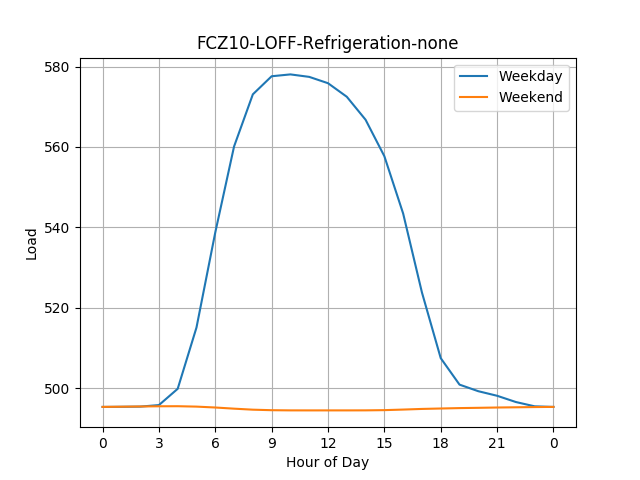 FCZ10-LOFF-Refrigeration-none
Weekday
Weekend
580
560
540
520
500
Load
0 3 6 9 12 15 18 21 0
Hour of Day